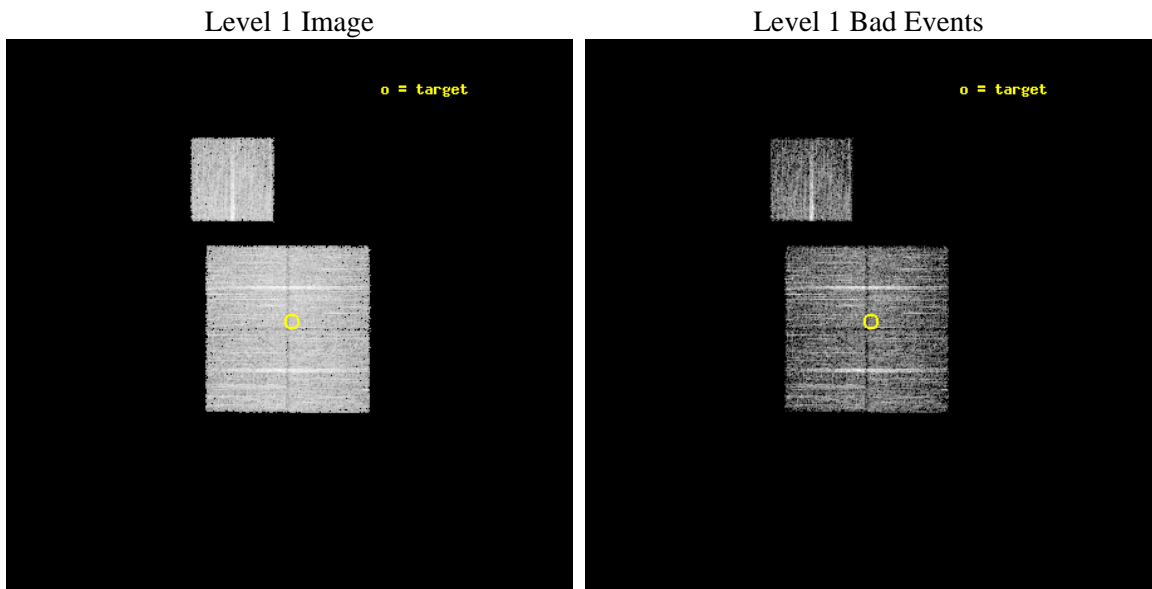 Level 1 Image
Level 1 Bad Events
o = target
o = target